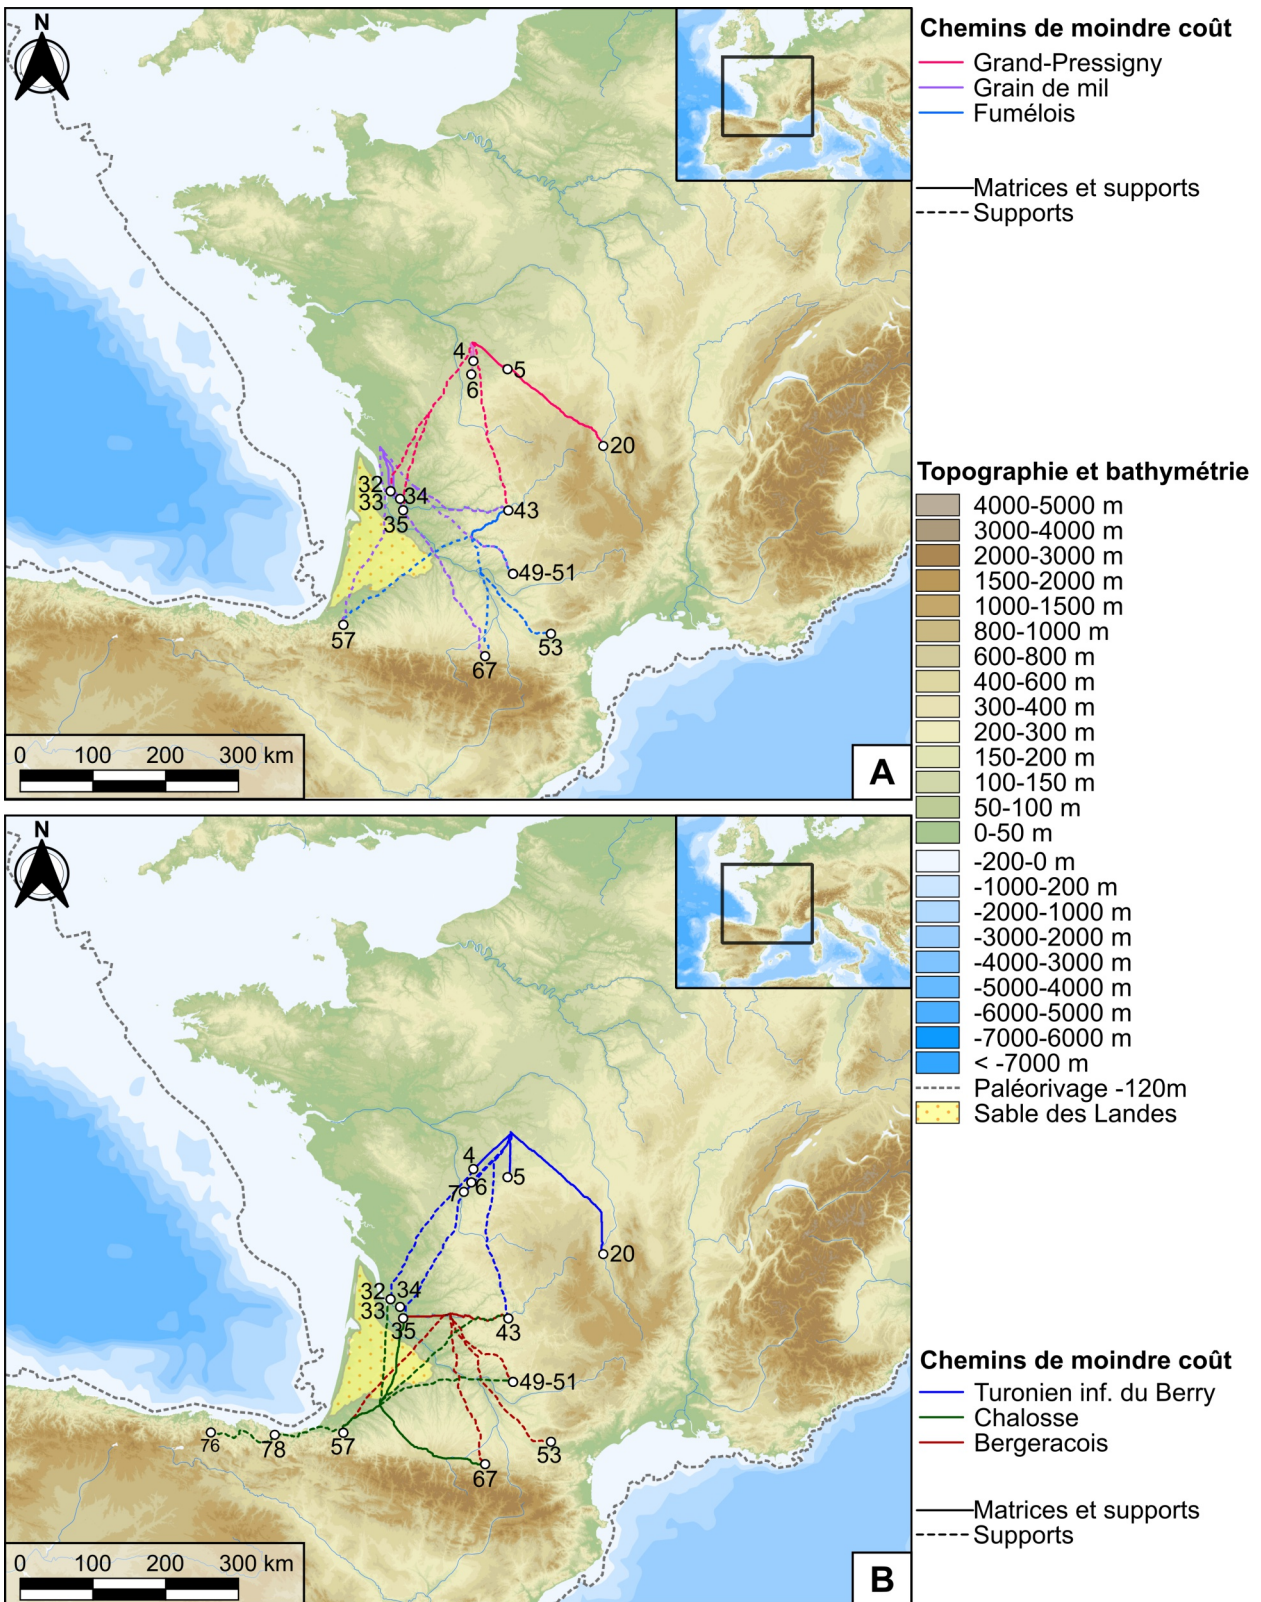 N
4
5
6
20
32
33
34
35
43
49-51
57
53
67
0 100 200 300 km
A
Chemins de moindre coût
Grand-Pressigny
Grain de mil
Fumélois
Matrices et supports
Supports
Topographie et bathymétrie
4000-5000 m
3000-4000 m
2000-3000 m
1500-2000 m
1000-1500 m
800-1000 m
600-800 m
400-600 m
300-400 m
200-300 m
150-200 m
100-150 m
50-100 m
0-50 m
-200-0 m
-1000-200 m
-2000-1000 m
-3000-2000 m
-4000-3000 m
-5000-4000 m
-6000-5000 m
-7000-6000 m
< -7000 m
Paléorivage -120m
Sable des Landes
N
4
5
7
6
20
32
34
33
35
43
49-51
76
78
57
53
67
0 100 200 300 km
B
Chemins de moindre coût
Turonien inf. du Berry
Chalosse
Bergeracois
Matrices et supports
Supports